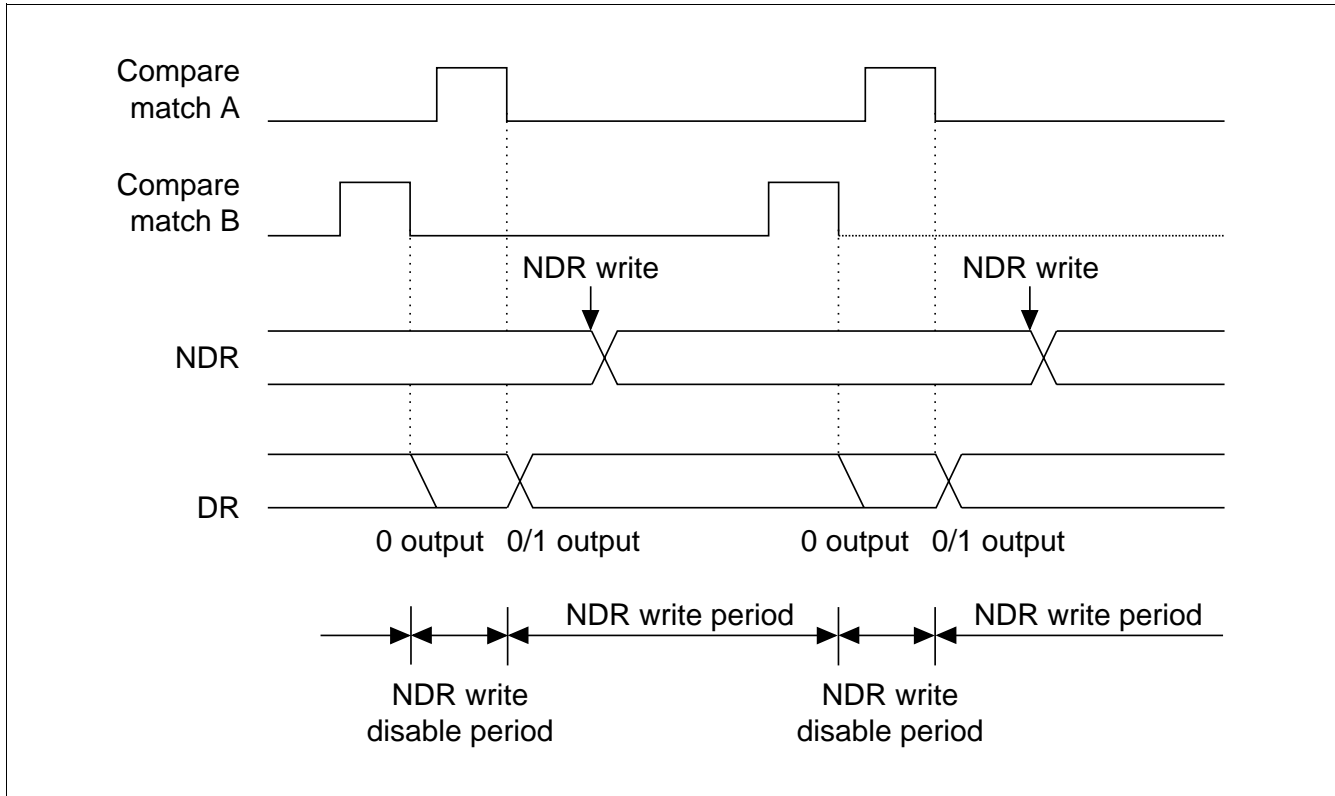 Compare
match A
Compare
match B
NDR write
NDR write
NDR
DR
0 output
0/1 output
0 output
0/1 output
NDR write period
NDR write period
NDR write
disable period
NDR write
disable period